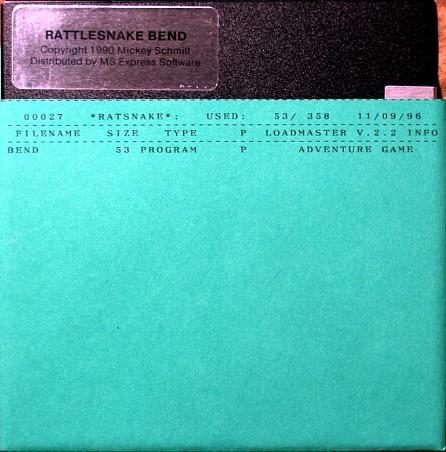 RATTLESNAKE BEND
Copyright 1990 Mickey Schmitt
Distributed by MS Express Software
00027 *RATSNAKE*: USED: 53/ 358 11/09/96
FILENAME SIZE TYPE P LOADMASTER V.2.2 INFO
BEND 53 PROGRAM P ADVENTURE GAME